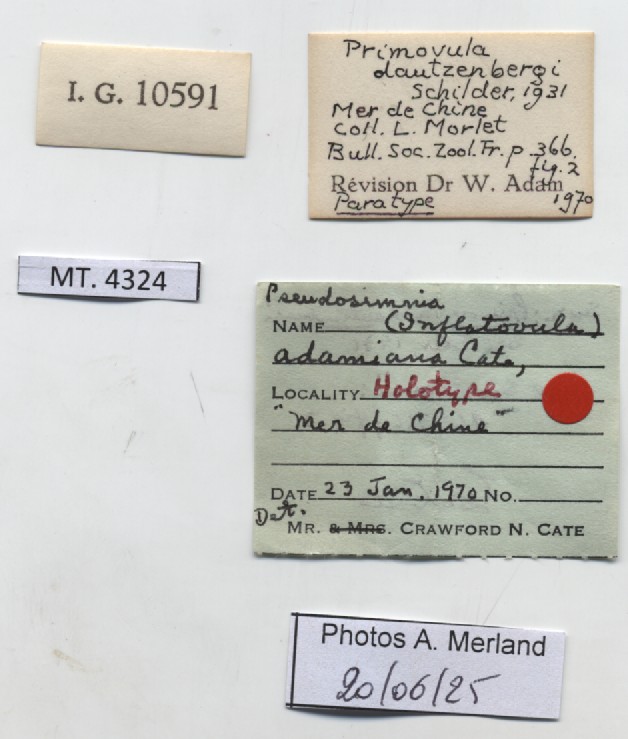 I. G. 10591
Primovula
dautzenbergi
Schilder, 1931
Mer de Chine
Coll. L. Morlet
Bull. Soc. Zool. Fr. p 366.
fig. 2
Révision Dr W. Adam
Paratype 1970
MT. 4324
Pseudosimnia
NAME (Inflatovula)
adamiana Cate,
LOCALITY Holotype
"Mer de Chine"
DATE 23 Jan. 1970 NO.
Det.
MR. & MRS. CRAWFORD N. CATE
Photos A. Merland
20/06/25